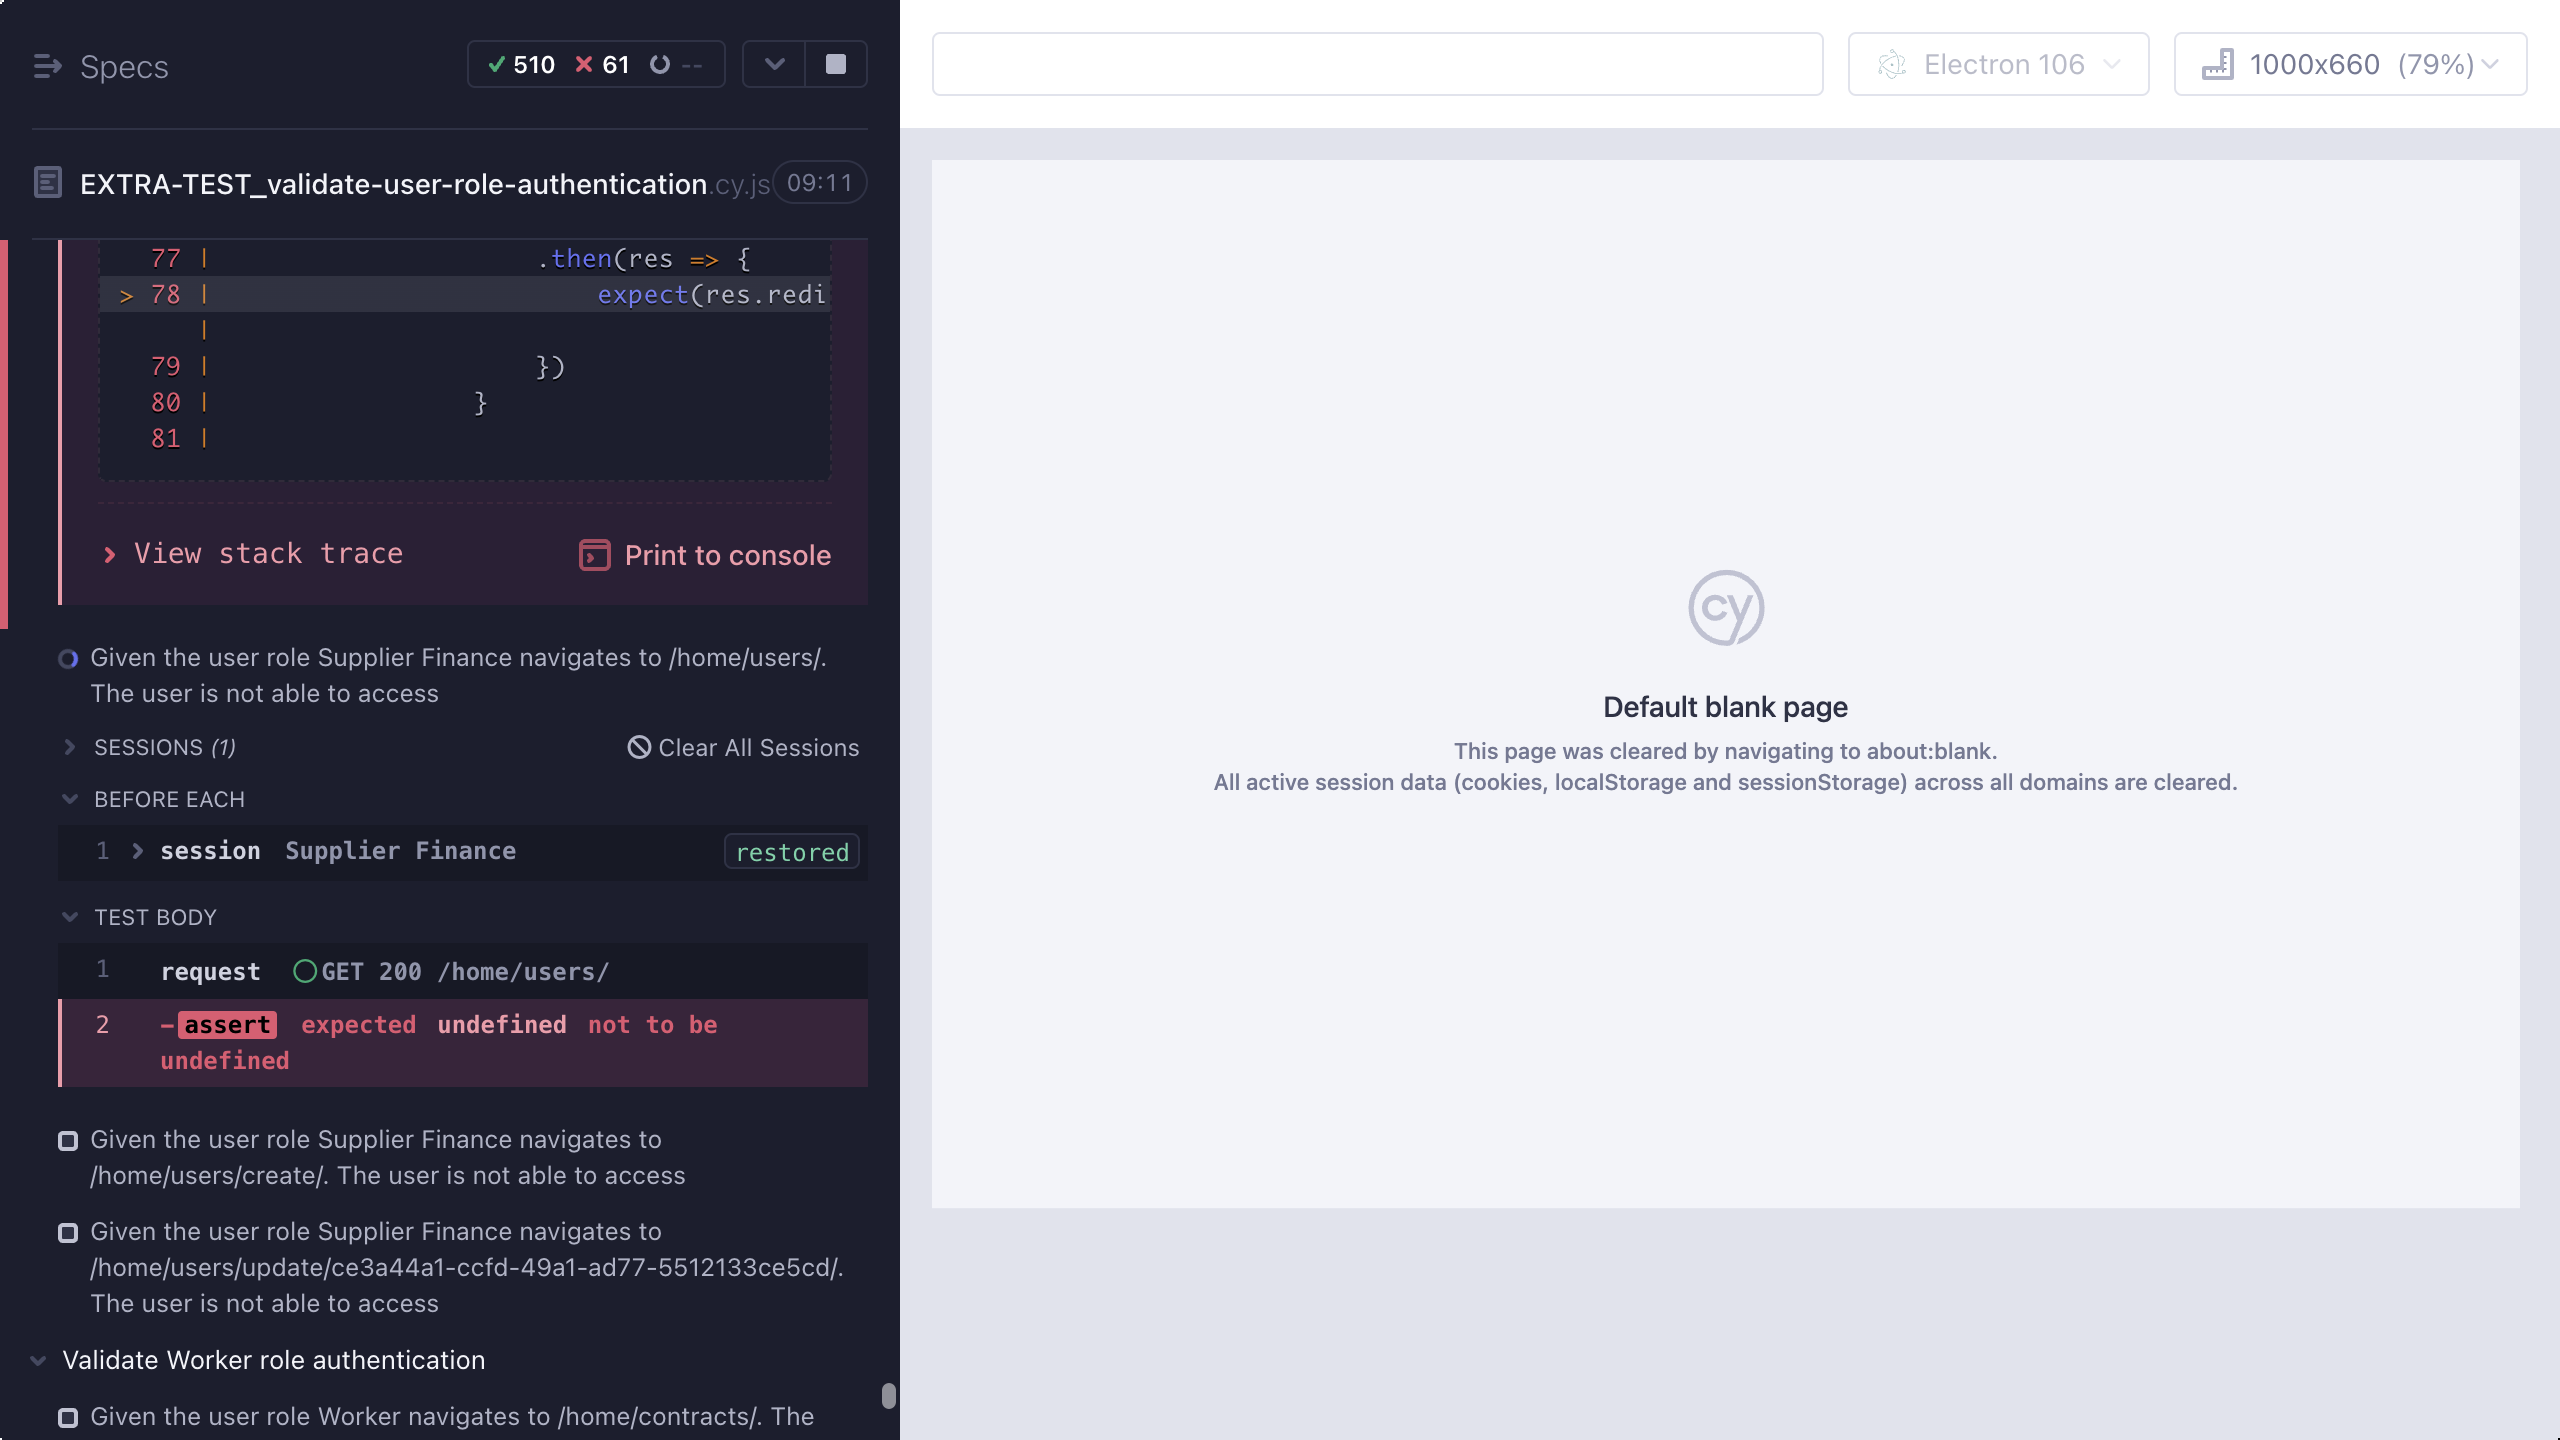 Specs
510 61 --
EXTRA-TEST_validate-user-role-authentication.cy.js 09:11
77 | .then(res => {
> 78 | expect(res.redi
|
79 | })
80 | }
81 |
View stack trace
Print to console
Given the user role Supplier Finance navigates to /home/users/.
The user is not able to access
SESSIONS (1)
Clear All Sessions
BEFORE EACH
1 session Supplier Finance restored
TEST BODY
1 request GET 200 /home/users/
2 -assert expected undefined not to be
undefined
Given the user role Supplier Finance navigates to
/home/users/create/. The user is not able to access
Given the user role Supplier Finance navigates to
/home/users/update/ce3a44a1-ccfd-49a1-ad77-5512133ce5cd/.
The user is not able to access
Validate Worker role authentication
Given the user role Worker navigates to /home/contracts/. The
Electron 106
1000x660 (79%)
cy
Default blank page
This page was cleared by navigating to about:blank.
All active session data (cookies, localStorage and sessionStorage) across all domains are cleared.